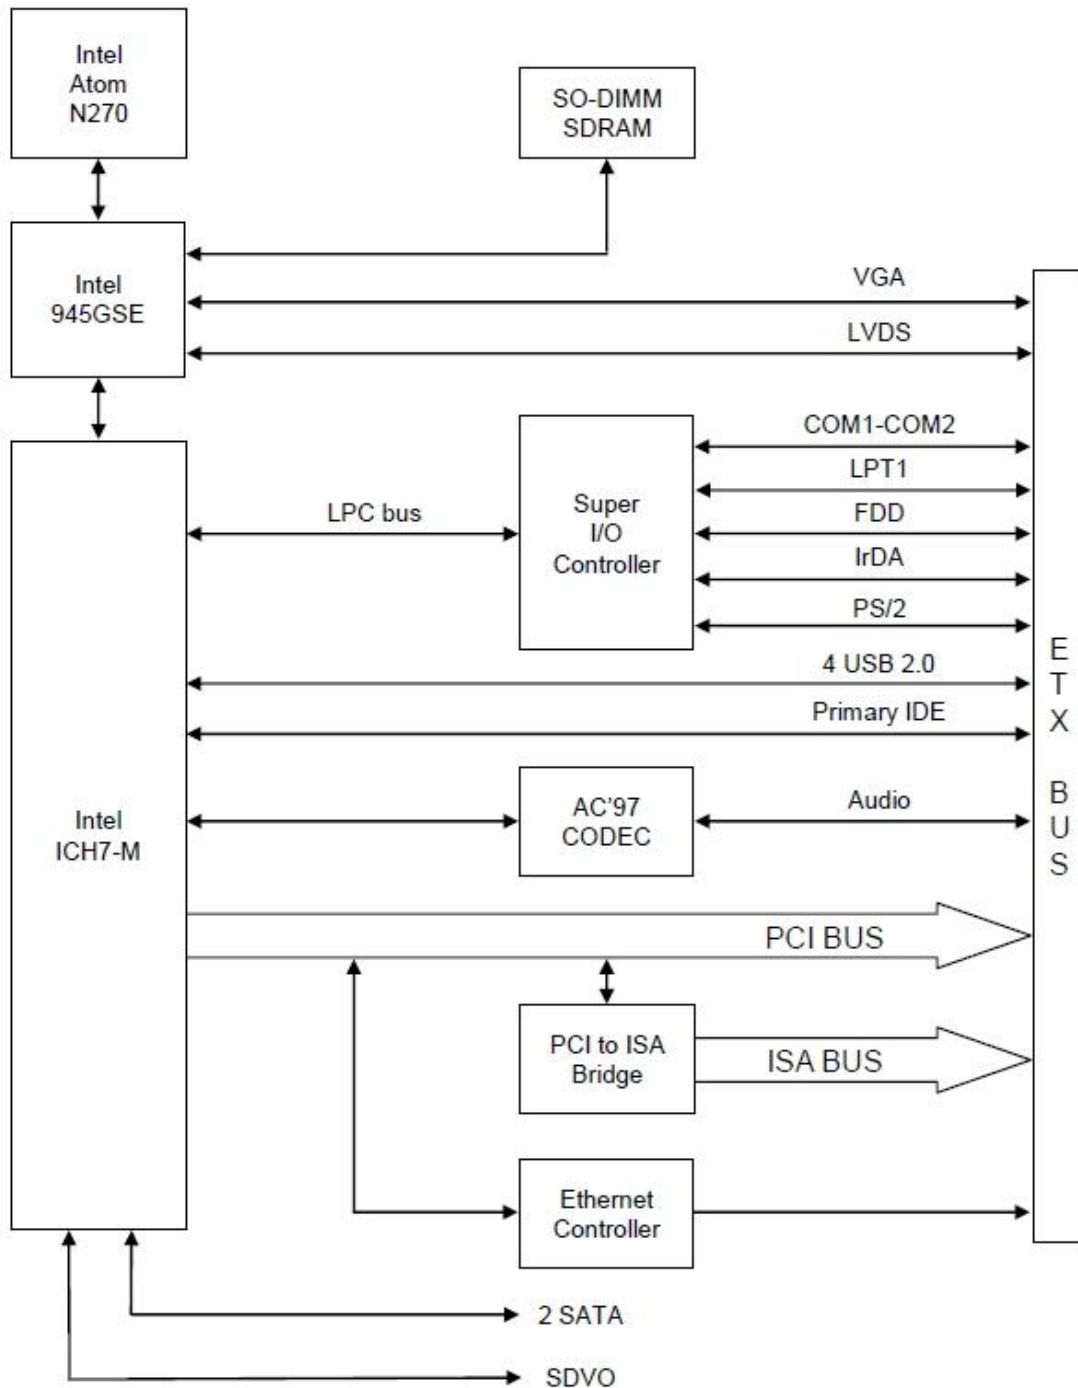 Intel
Atom
N270
SO-DIMM
SDRAM
Intel
945GSE
VGA
LVDS
COM1-COM2
LPT1
FDD
IrDA
PS/2
LPC bus
Super
I/O
Controller
4 USB 2.0
Primary IDE
E
T
X
B
U
S
Intel
ICH7-M
AC’97
CODEC
Audio
PCI BUS
PCI to ISA
Bridge
ISA BUS
Ethernet
Controller
2 SATA
SDVO